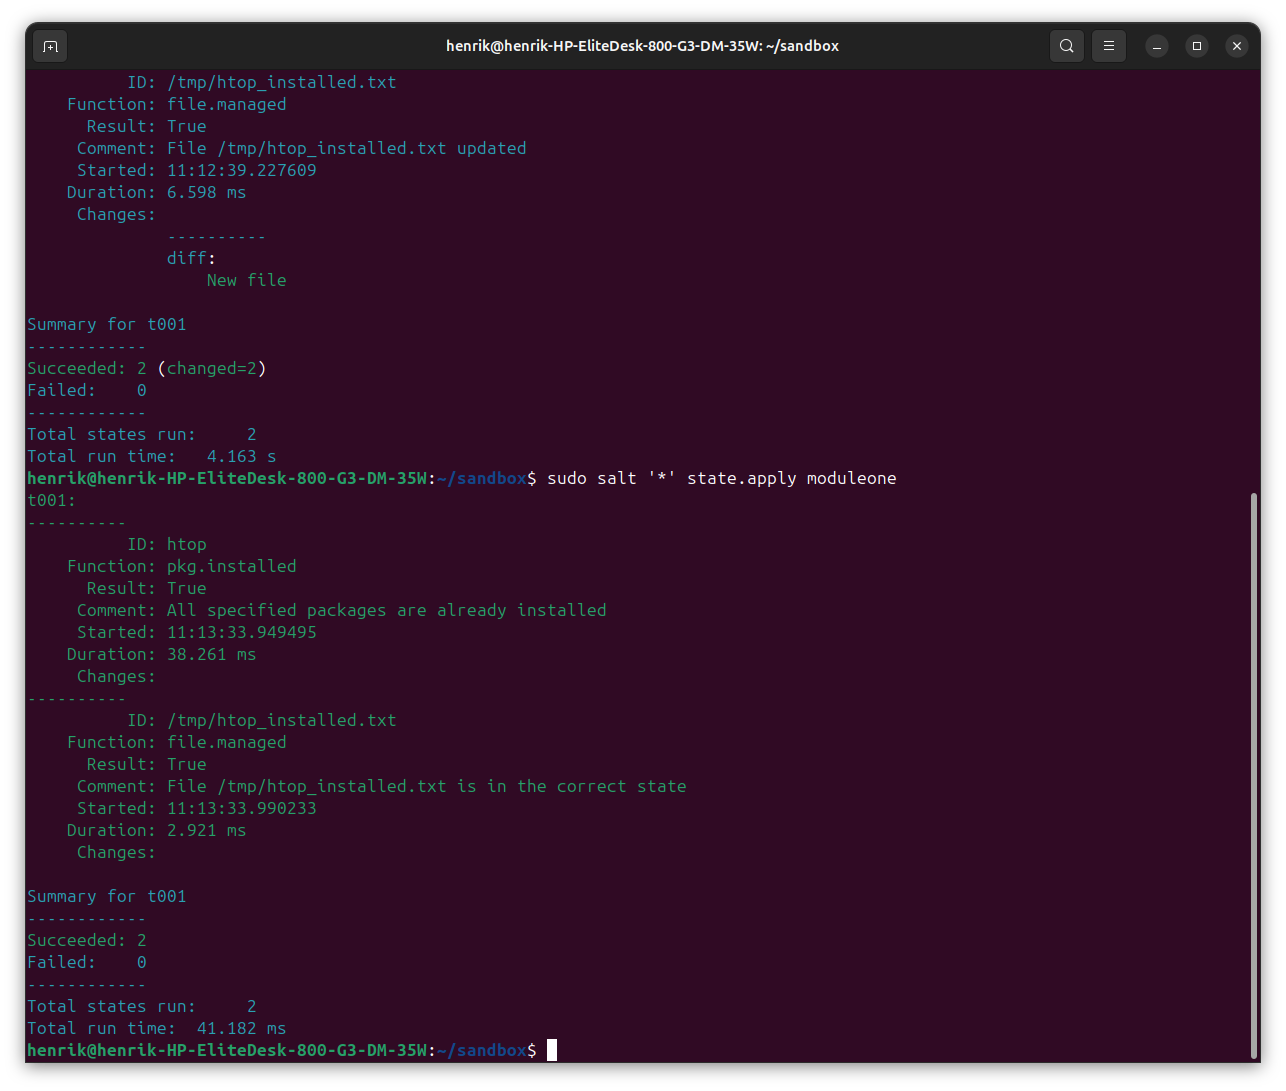 henrik@henrik-HP-EliteDesk-800-G3-DM-35W: ~/sandbox
          ID: /tmp/htop_installed.txt
    Function: file.managed
      Result: True
     Comment: File /tmp/htop_installed.txt updated
     Started: 11:12:39.227609
    Duration: 6.598 ms
     Changes:
              ----------
              diff:
                  New file
Summary for t001
------------
Succeeded: 2 (changed=2)
Failed:    0
------------
Total states run:     2
Total run time:   4.163 s
henrik@henrik-HP-EliteDesk-800-G3-DM-35W:~/sandbox$ sudo salt '*' state.apply moduleone
t001:
----------
          ID: htop
    Function: pkg.installed
      Result: True
     Comment: All specified packages are already installed
     Started: 11:13:33.949495
    Duration: 38.261 ms
     Changes:
----------
          ID: /tmp/htop_installed.txt
    Function: file.managed
      Result: True
     Comment: File /tmp/htop_installed.txt is in the correct state
     Started: 11:13:33.990233
    Duration: 2.921 ms
     Changes:
Summary for t001
------------
Succeeded: 2
Failed:    0
------------
Total states run:     2
Total run time:  41.182 ms
henrik@henrik-HP-EliteDesk-800-G3-DM-35W:~/sandbox$